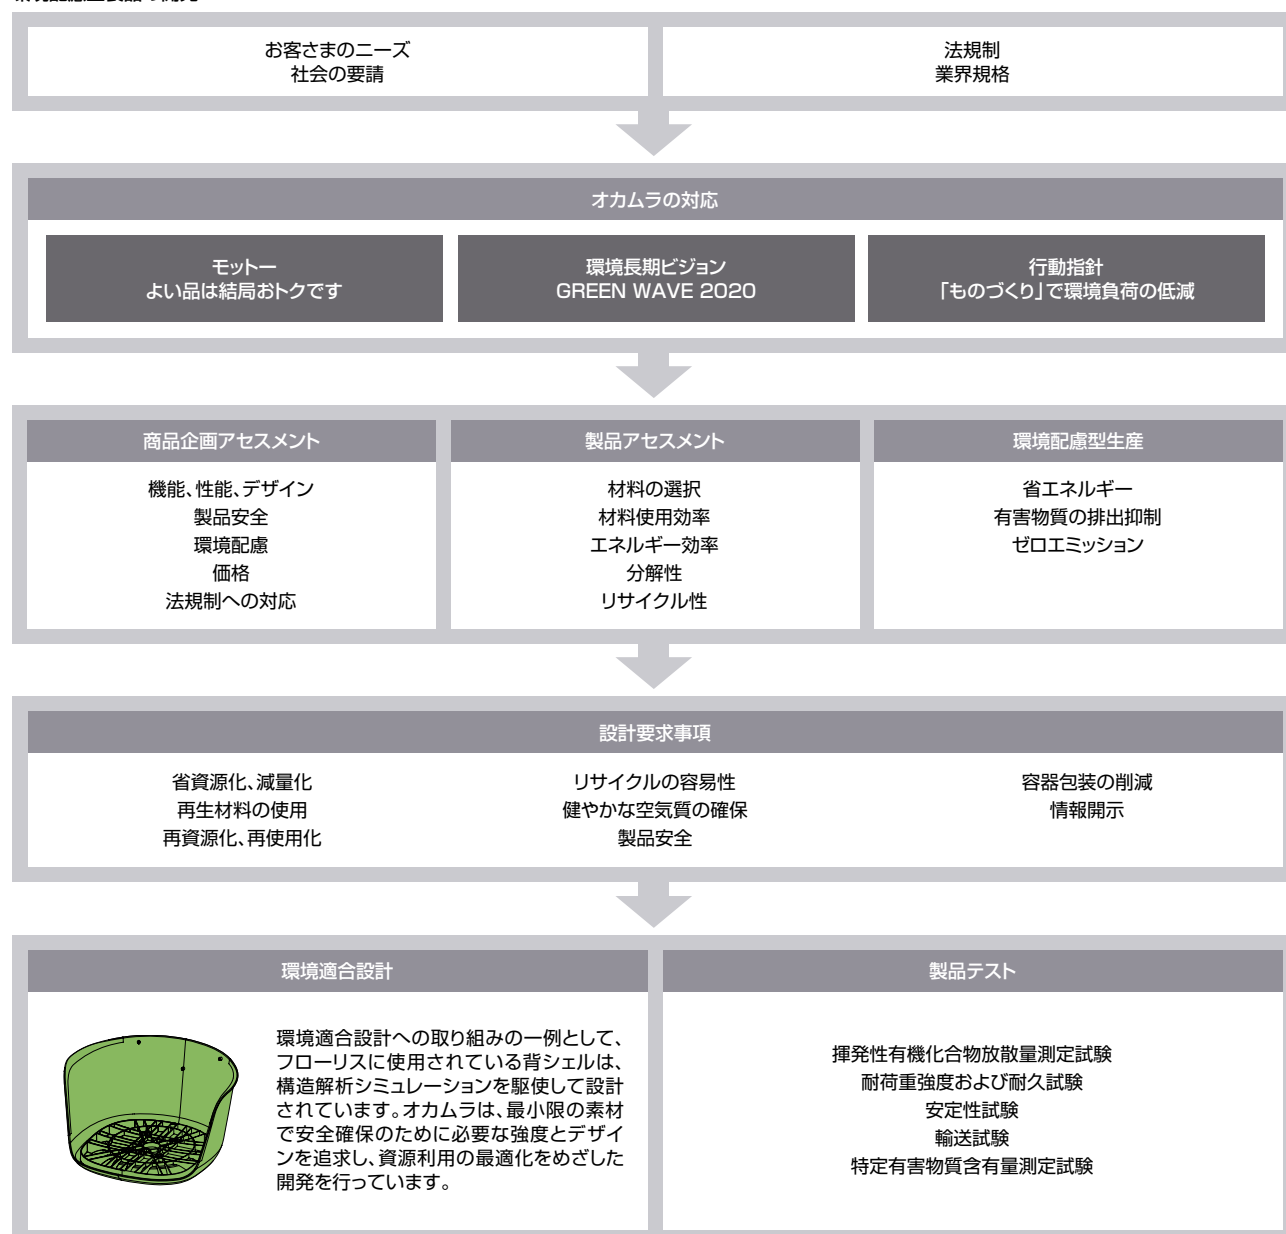 お客さまのニーズ
社会の要請
法規制
業界規格
オカムラの対応
モットー
よい品は結局おトクです
環境長期ビジョン
GREEN WAVE 2020
行動指針
「ものづくり」で環境負荷の低減
商品企画アセスメント
機能、性能、デザイン
製品安全
環境配慮
価格
法規制への対応
製品アセスメント
材料の選択
材料使用効率
エネルギー効率
分解性
リサイクル性
環境配慮型生産
省エネルギー
有害物質の排出抑制
ゼロエミッション
設計要求事項
省資源化、減量化
再生材料の使用
再資源化、再使用化
リサイクルの容易性
健やかな空気質の確保
製品安全
容器包装の削減
情報開示
環境適合設計
環境適合設計への取り組みの一例として、
フローリスに使用されている背シェルは、
構造解析シミュレーションを駆使して設計
されています。オカムラは、最小限の素材
で安全確保のために必要な強度とデザイ
ンを追求し、資源利用の最適化をめざした
開発を行っています。
製品テスト
揮発性有機化合物放散量測定試験
耐荷重強度および耐久試験
安定性試験
輸送試験
特定有害物質含有量測定試験